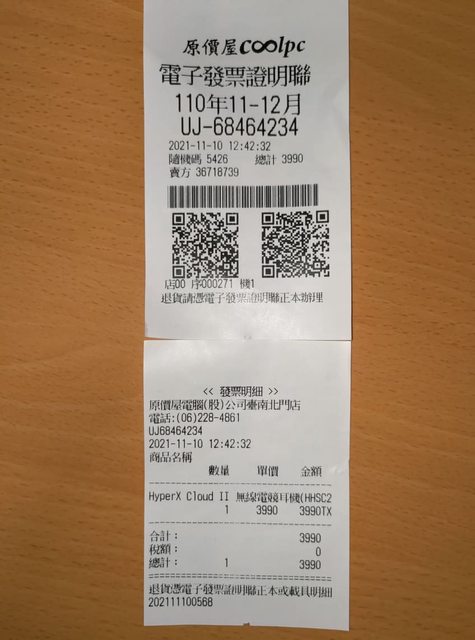 原價屋coolpc
電子發票證明聯
110年11-12月
UJ-68464234
2021-11-10 12:42:32
隨機碼 5426 總計 3990
賣方 36718739
店00 序000271 機1
退貨請憑電子發票證明聯正本辦理
<< 發票明細 >>
原價屋電腦(股)公司臺南北門店
電話:(06)228-4861
UJ68464234
2021-11-10 12:42:32
商品名稱
數量 單價 金額
HyperX Cloud II 無線電競耳機(HHSC2
1 3990 3990TX
合計: 3990
稅額: 0
總計: 1 3990
退貨憑電子發票證明聯正本或載具明細
202111100568